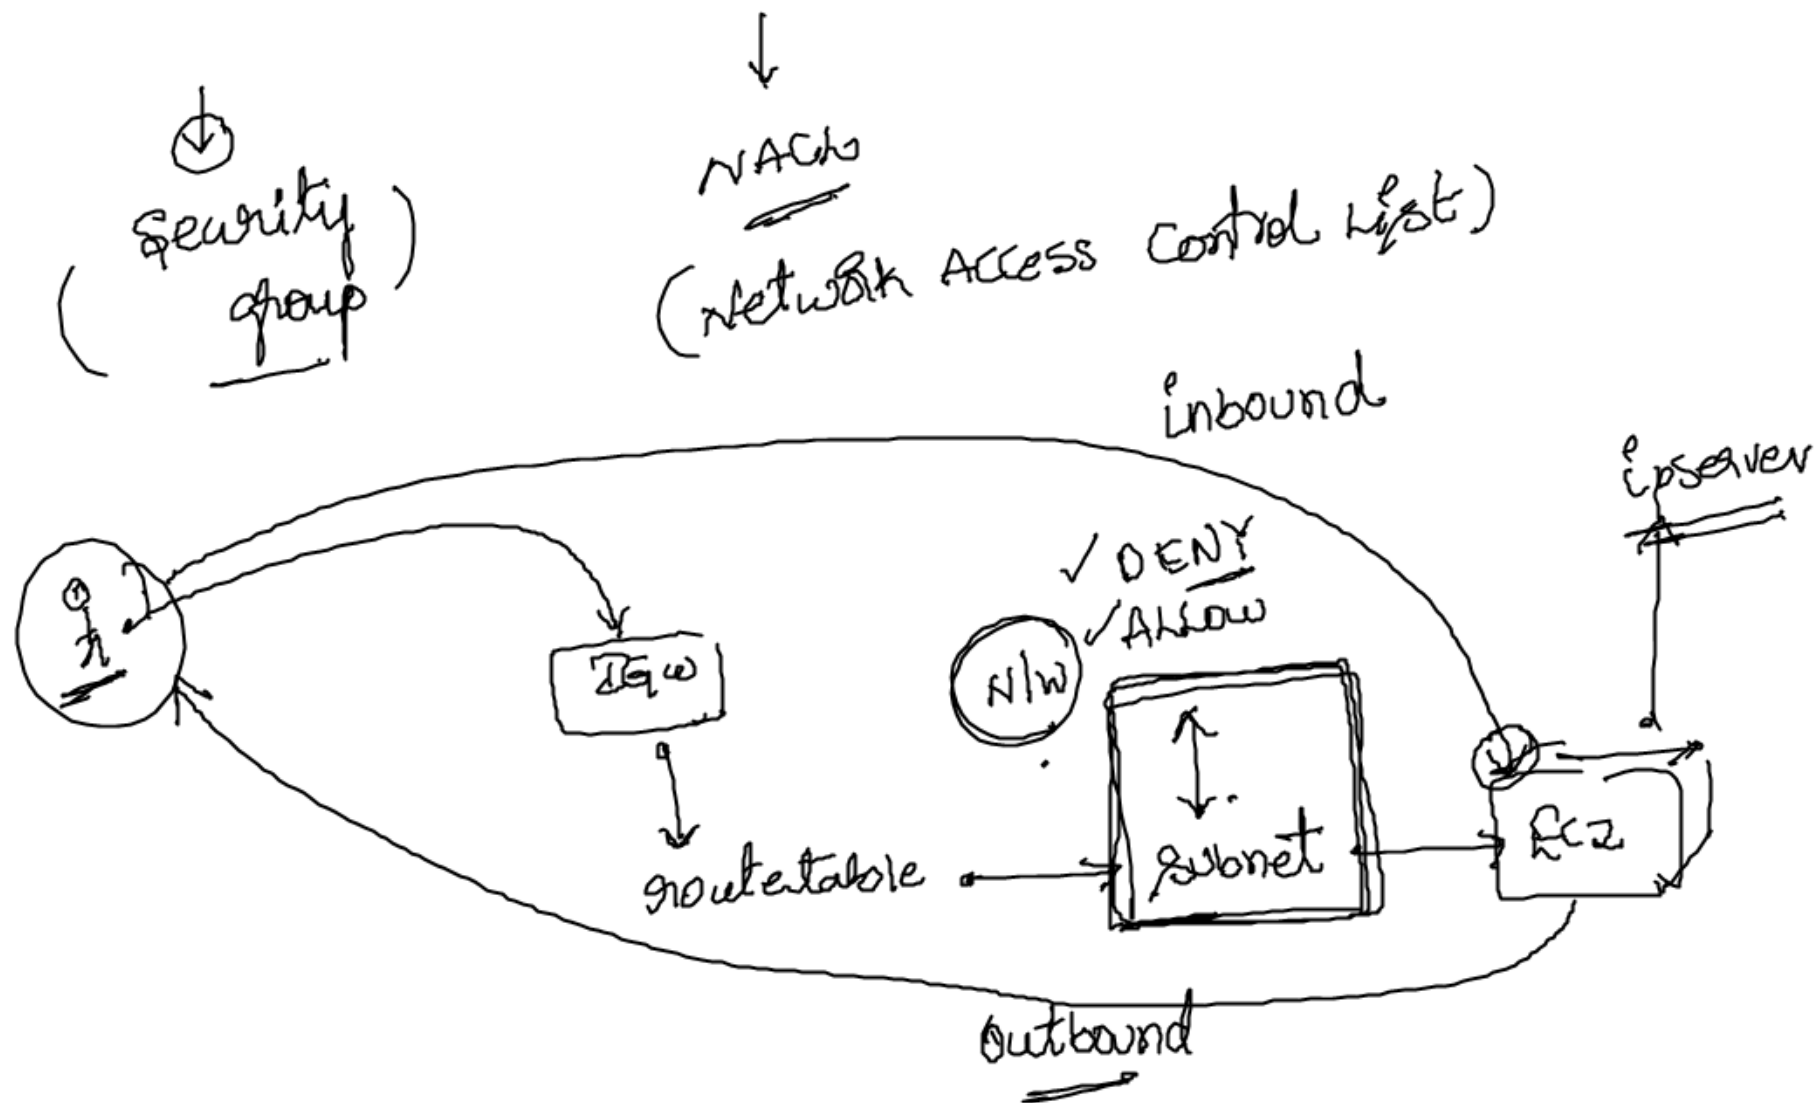 NACL
Security
group
(Network ACCESS Control List)
inbound
ipserver
✓ DENY
✓ ALLOW
IGW
N/W
EC2
routetable
subnet
outbound